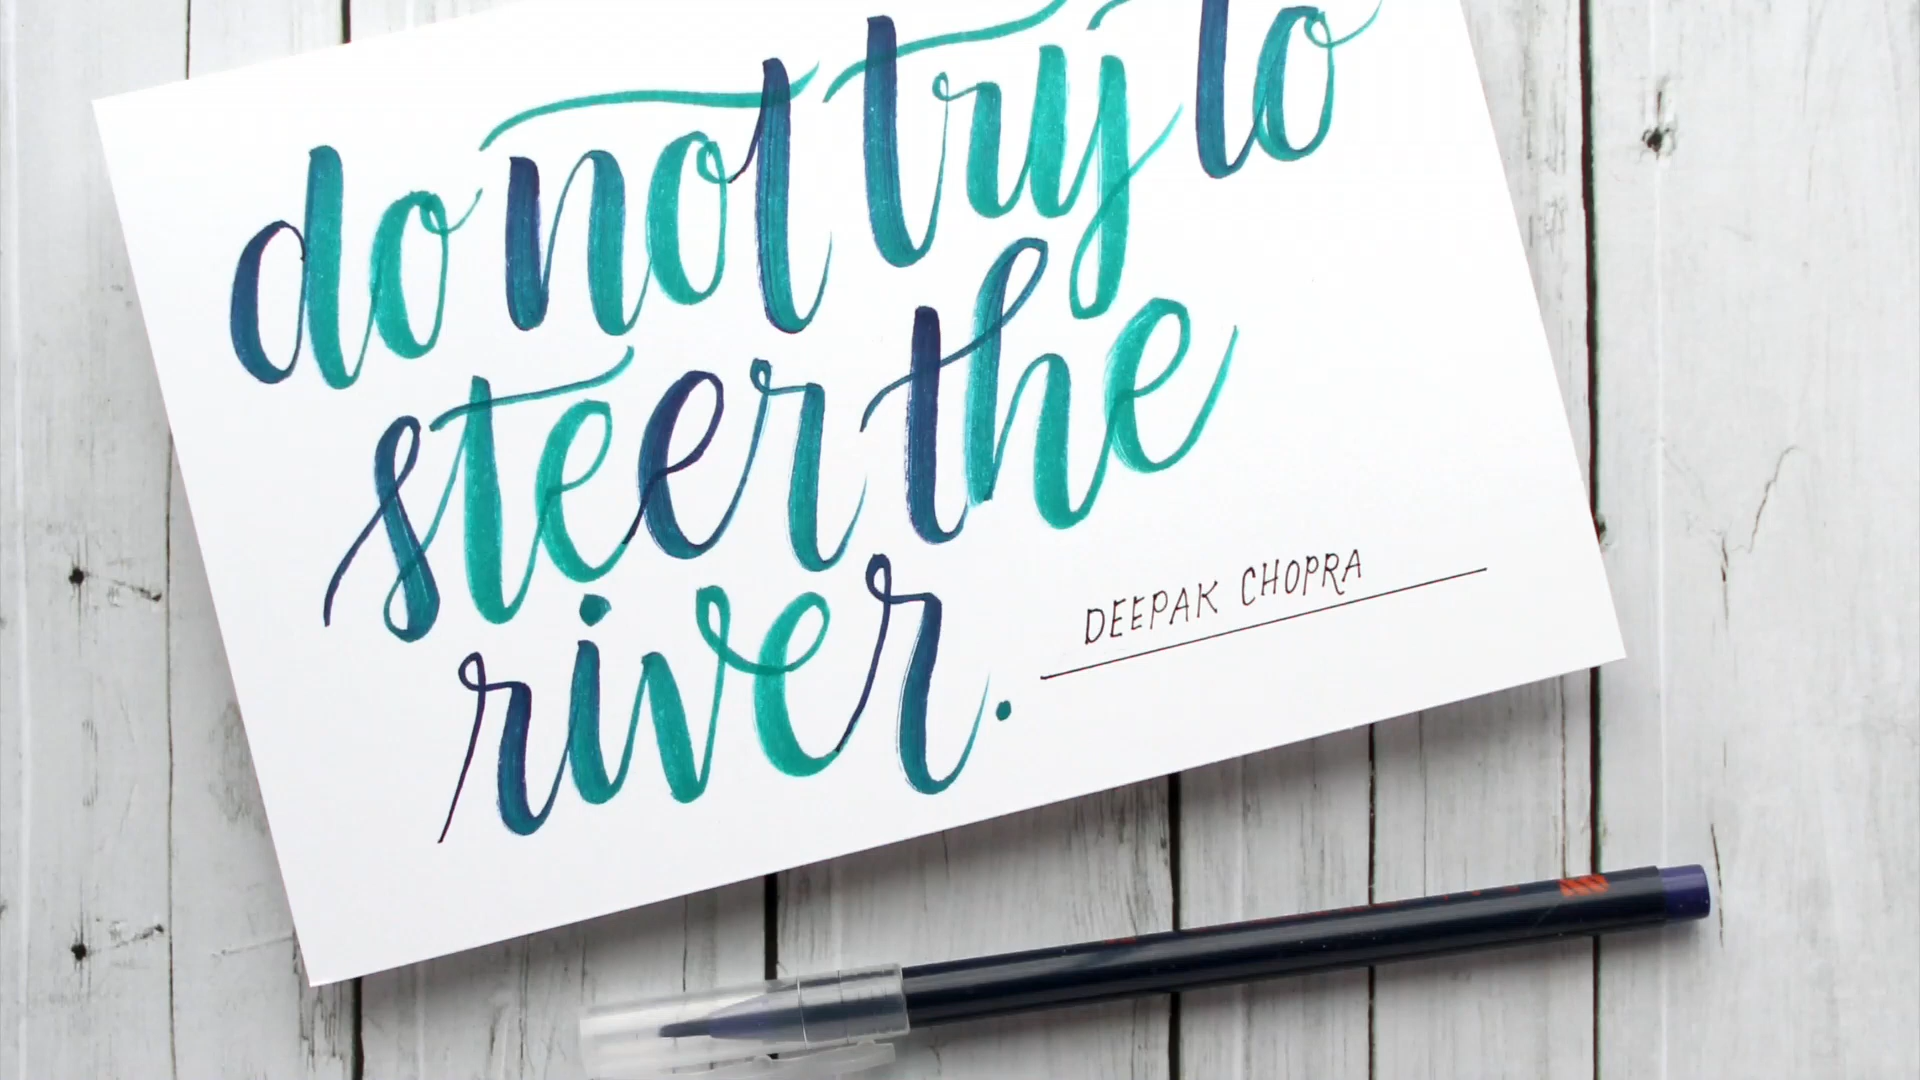 do not try to
steer the
river.
DEEPAK CHOPRA